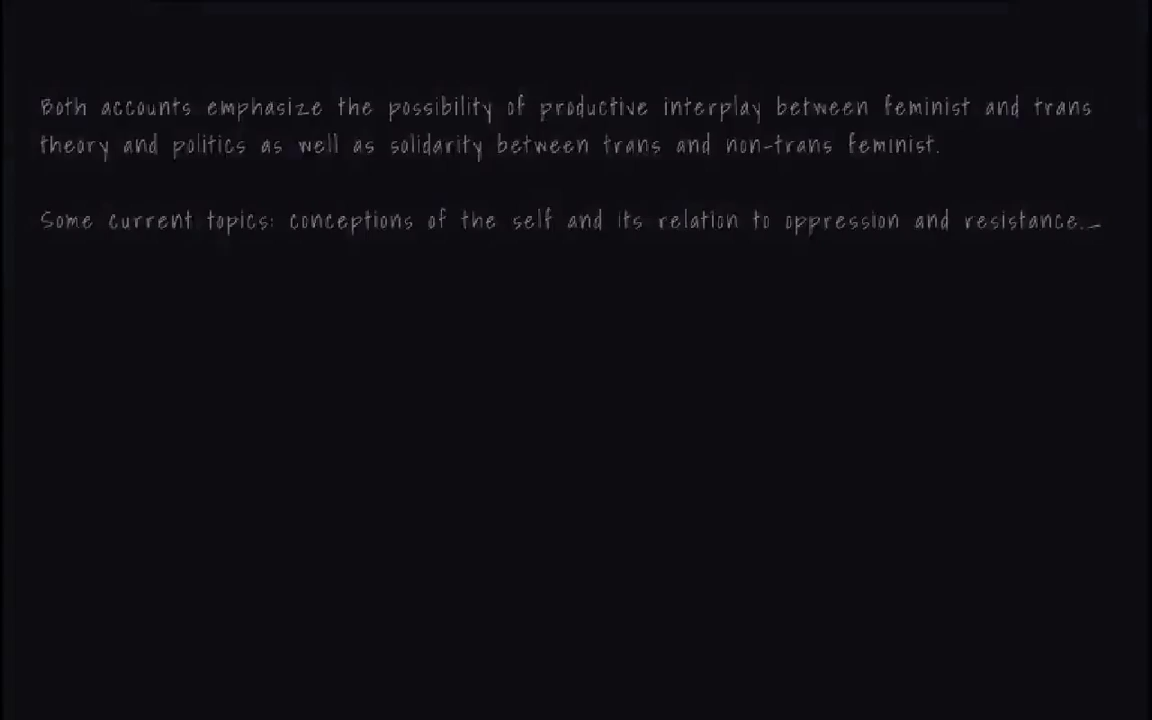 Both accounts emphasize the possibility of productive interplay between feminist and trans
theory and politics as well as solidarity between trans and non-trans feminist.
Some current topics: conceptions of the self and its relation to oppression and resistance._